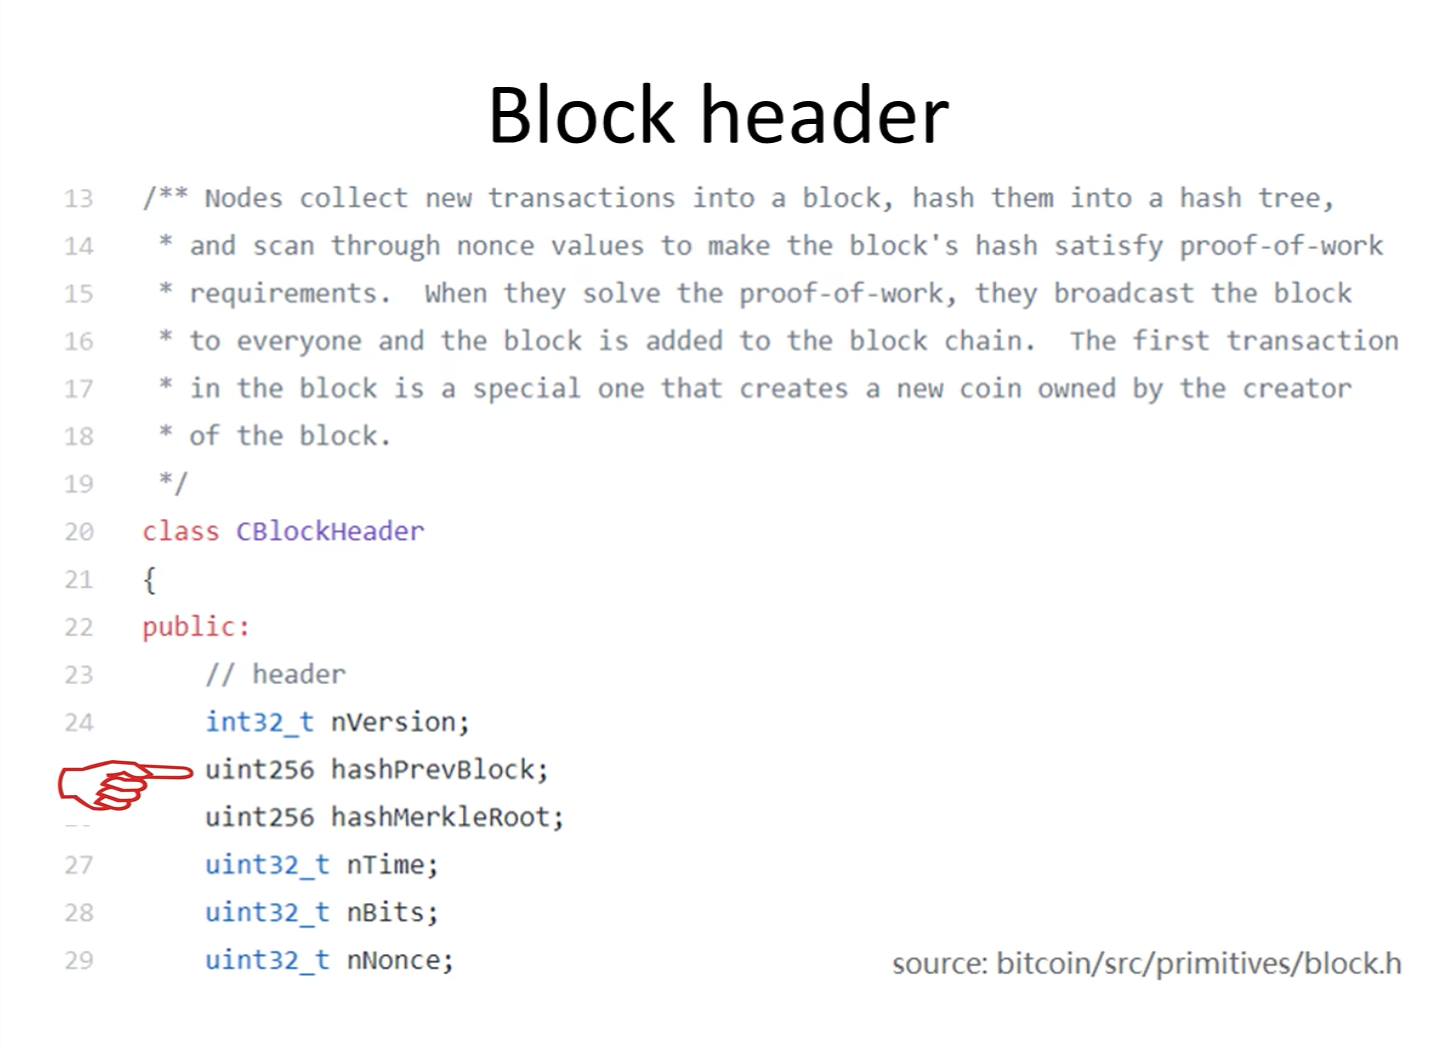 Block header
13 /** Nodes collect new transactions into a block, hash them into a hash tree,
14 * and scan through nonce values to make the block's hash satisfy proof-of-work
15 * requirements.  When they solve the proof-of-work, they broadcast the block
16 * to everyone and the block is added to the block chain.  The first transaction
17 * in the block is a special one that creates a new coin owned by the creator
18 * of the block.
19 */
20 class CBlockHeader
21 {
22 public:
23 // header
24 int32_t nVersion;
uint256 hashPrevBlock;
uint256 hashMerkleRoot;
27 uint32_t nTime;
28 uint32_t nBits;
29 uint32_t nNonce;
source: bitcoin/src/primitives/block.h